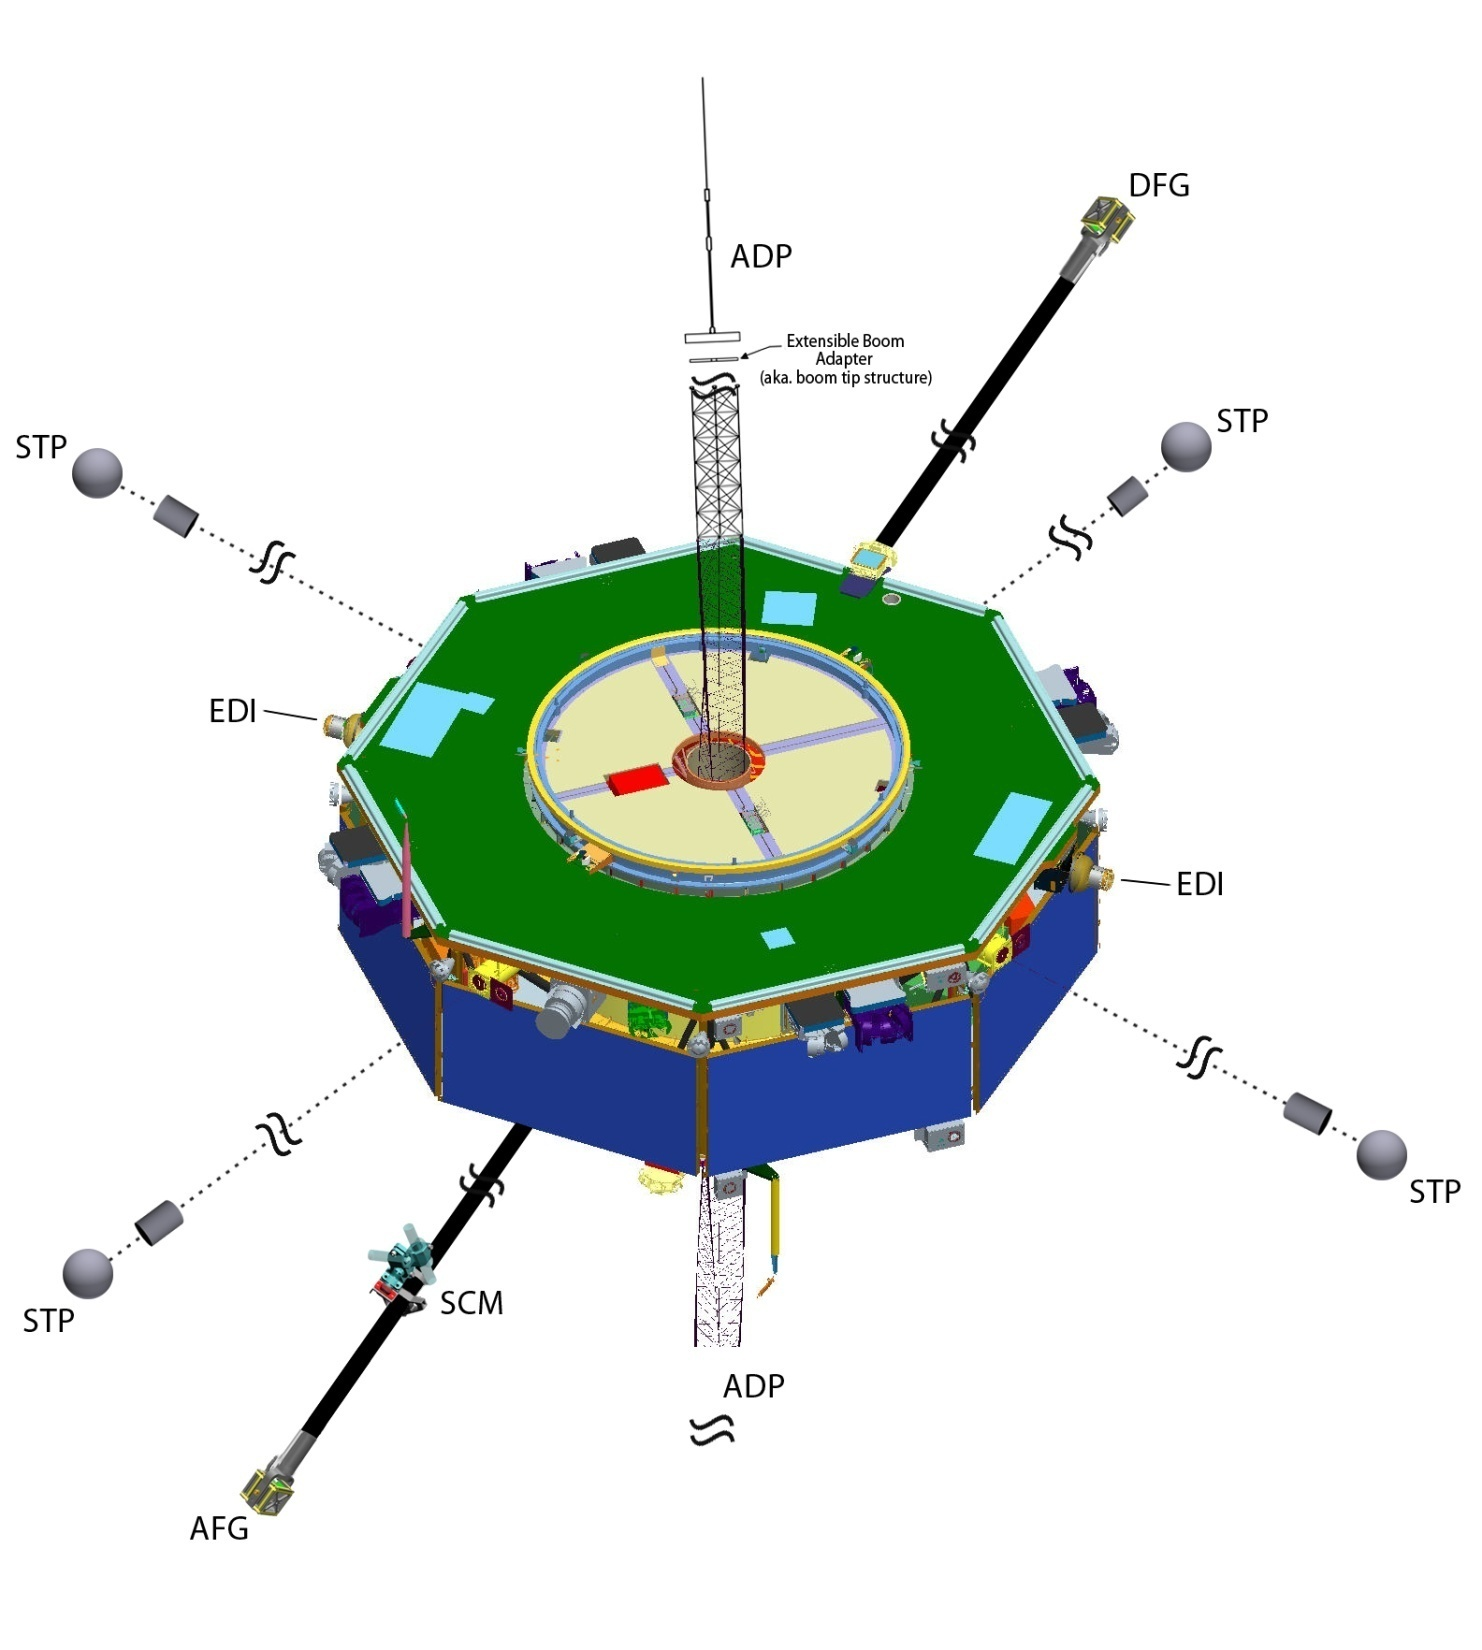 DFG
ADP
Extensible Boom
Adapter
(aka. boom tip structure)
STP
STP
EDI
EDI
STP
SCM
STP
ADP
AFG